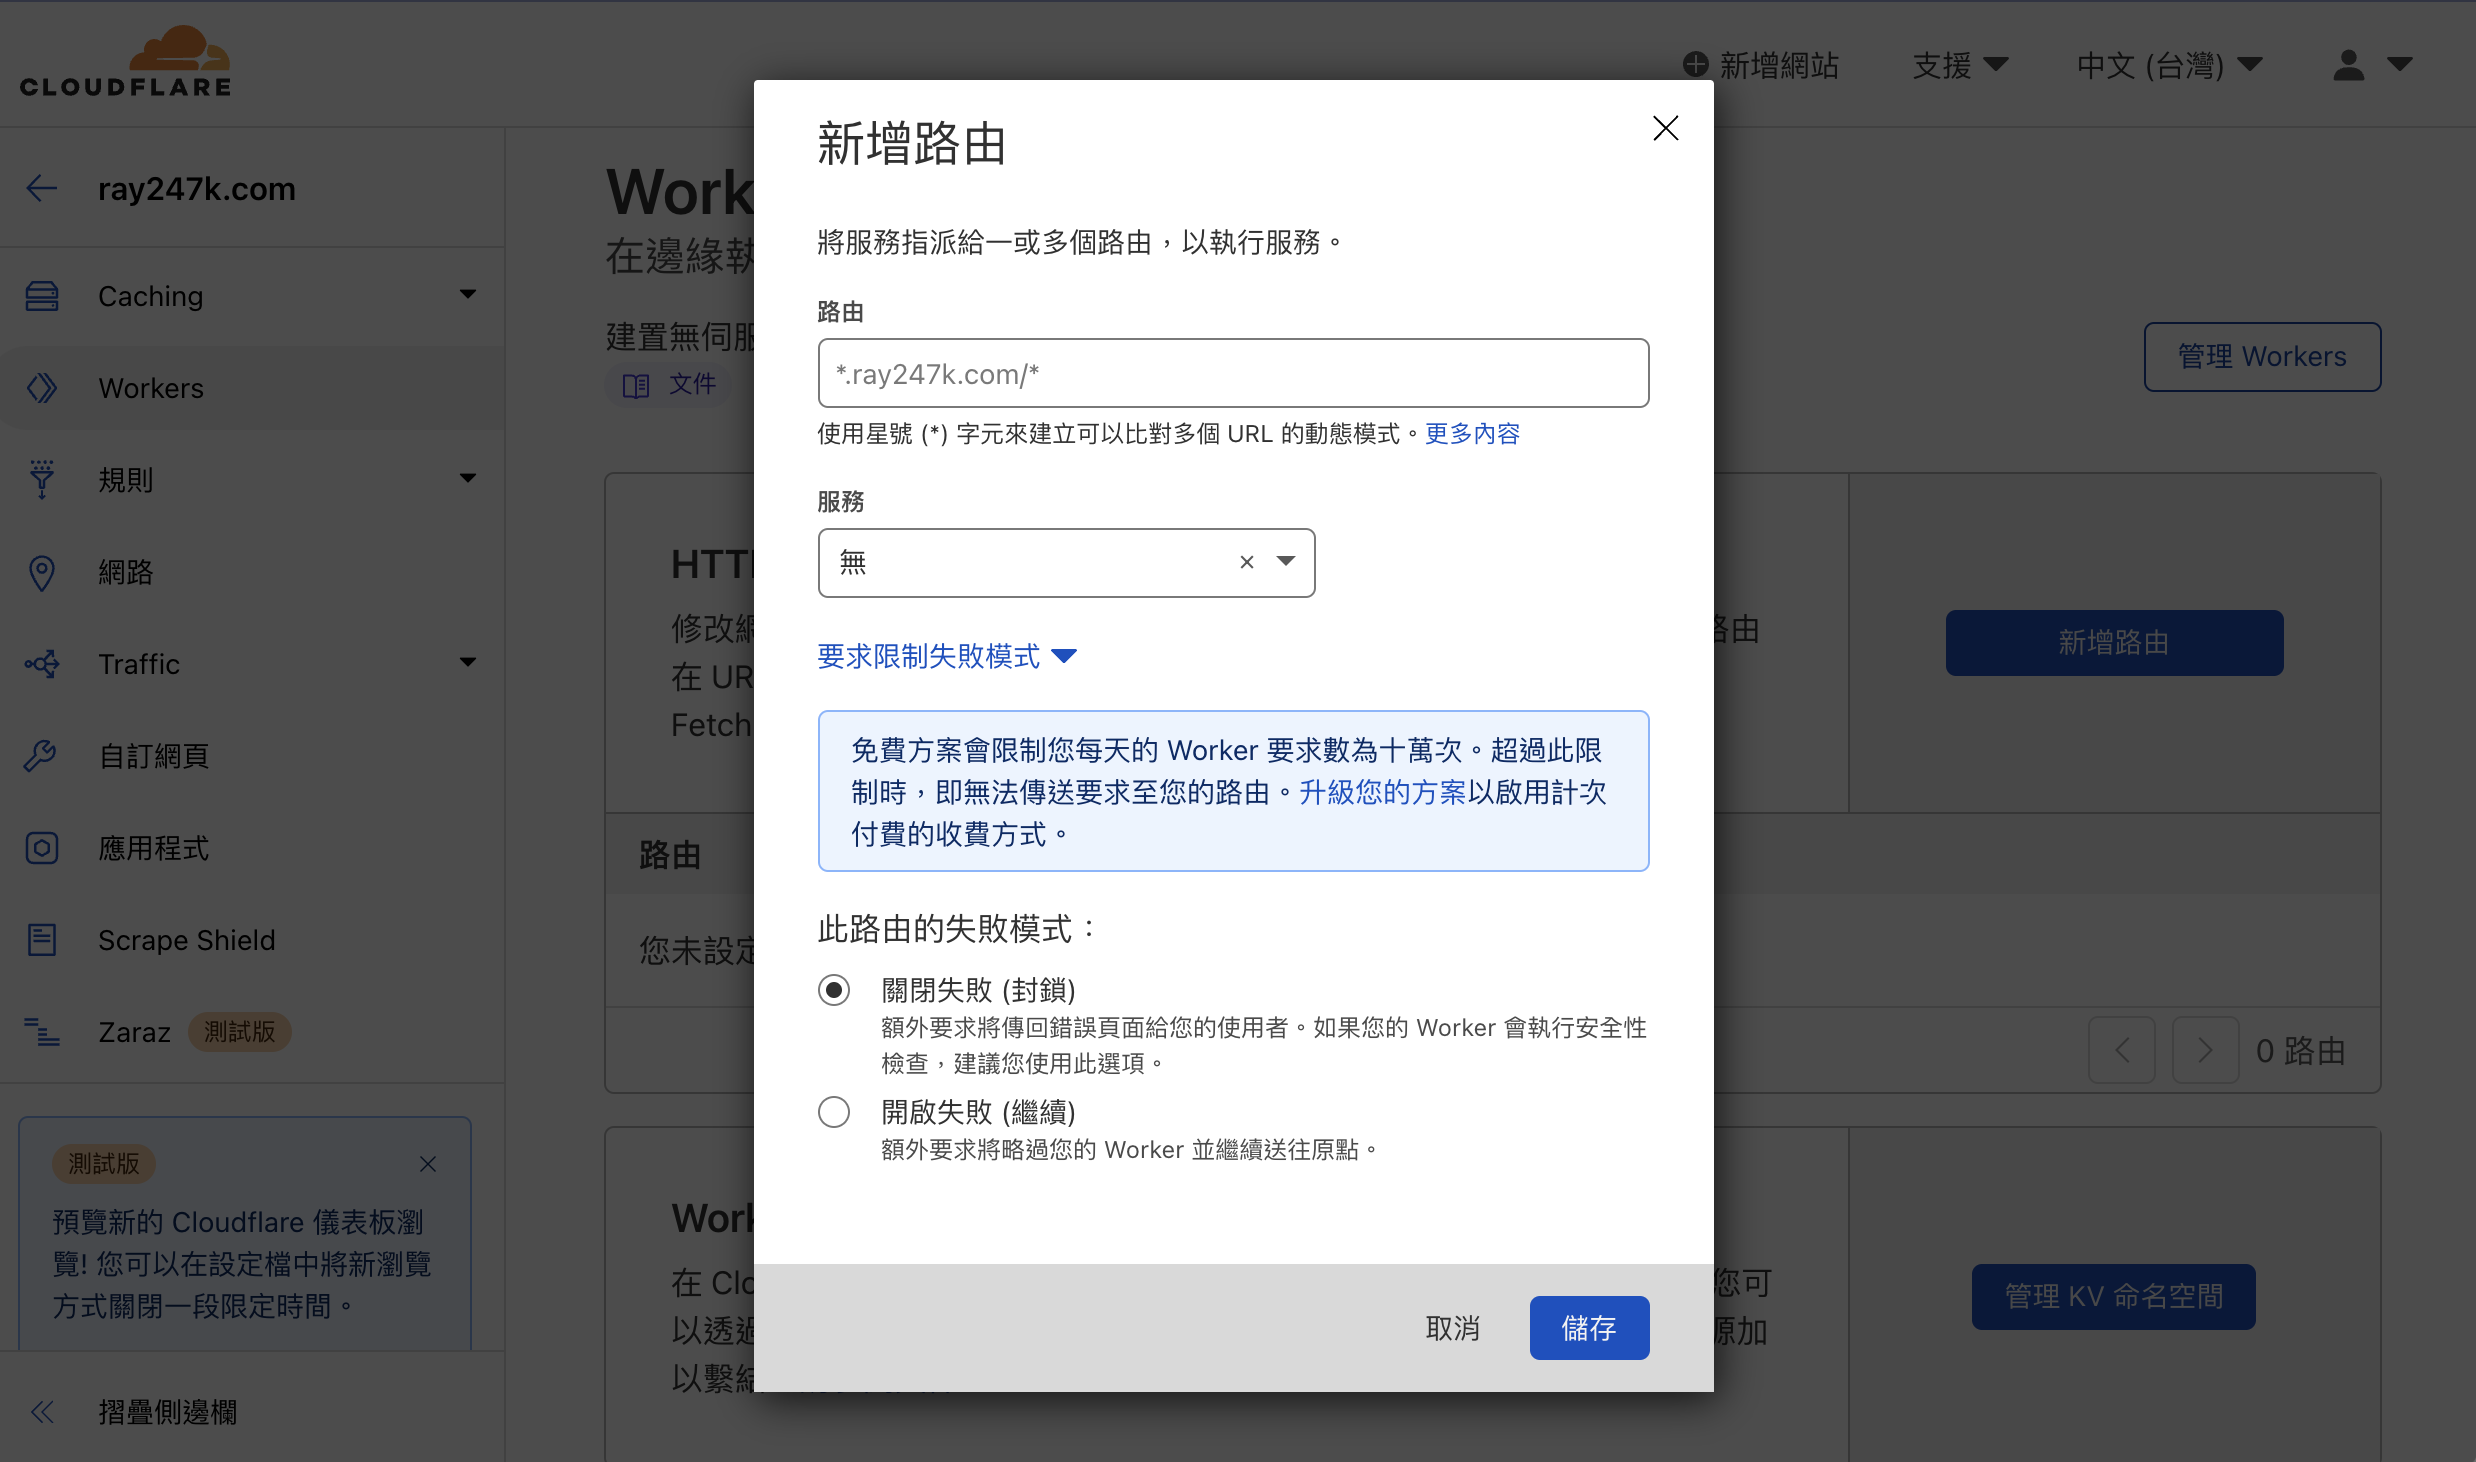 CLOUDFLARE
新增網站
支援
中文 (台灣)
ray247k.com
Caching
Workers
規則
網路
Traffic
自訂網頁
應用程式
Scrape Shield
Zaraz 測試版
測試版
預覽新的 Cloudflare 儀表板瀏
覽! 您可以在設定檔中將新瀏覽
方式關閉一段限定時間。
摺疊側邊欄
Work
在邊緣執
建置無伺服
文件
管理 Workers
HTT
修改網
在 UR
Fetch
路由
新增路由
路由
您未設定
0 路由
Work
在 Clo
以透過
以繫結
您可
源加
管理 KV 命名空間
新增路由
將服務指派給一或多個路由，以執行服務。
路由
*.ray247k.com/*
使用星號 (*) 字元來建立可以比對多個 URL 的動態模式。更多內容
服務
無
要求限制失敗模式
免費方案會限制您每天的 Worker 要求數為十萬次。超過此限
制時，即無法傳送要求至您的路由。升級您的方案以啟用計次
付費的收費方式。
此路由的失敗模式：
關閉失敗 (封鎖)
額外要求將傳回錯誤頁面給您的使用者。如果您的 Worker 會執行安全性
檢查，建議您使用此選項。
開啟失敗 (繼續)
額外要求將略過您的 Worker 並繼續送往原點。
取消
儲存